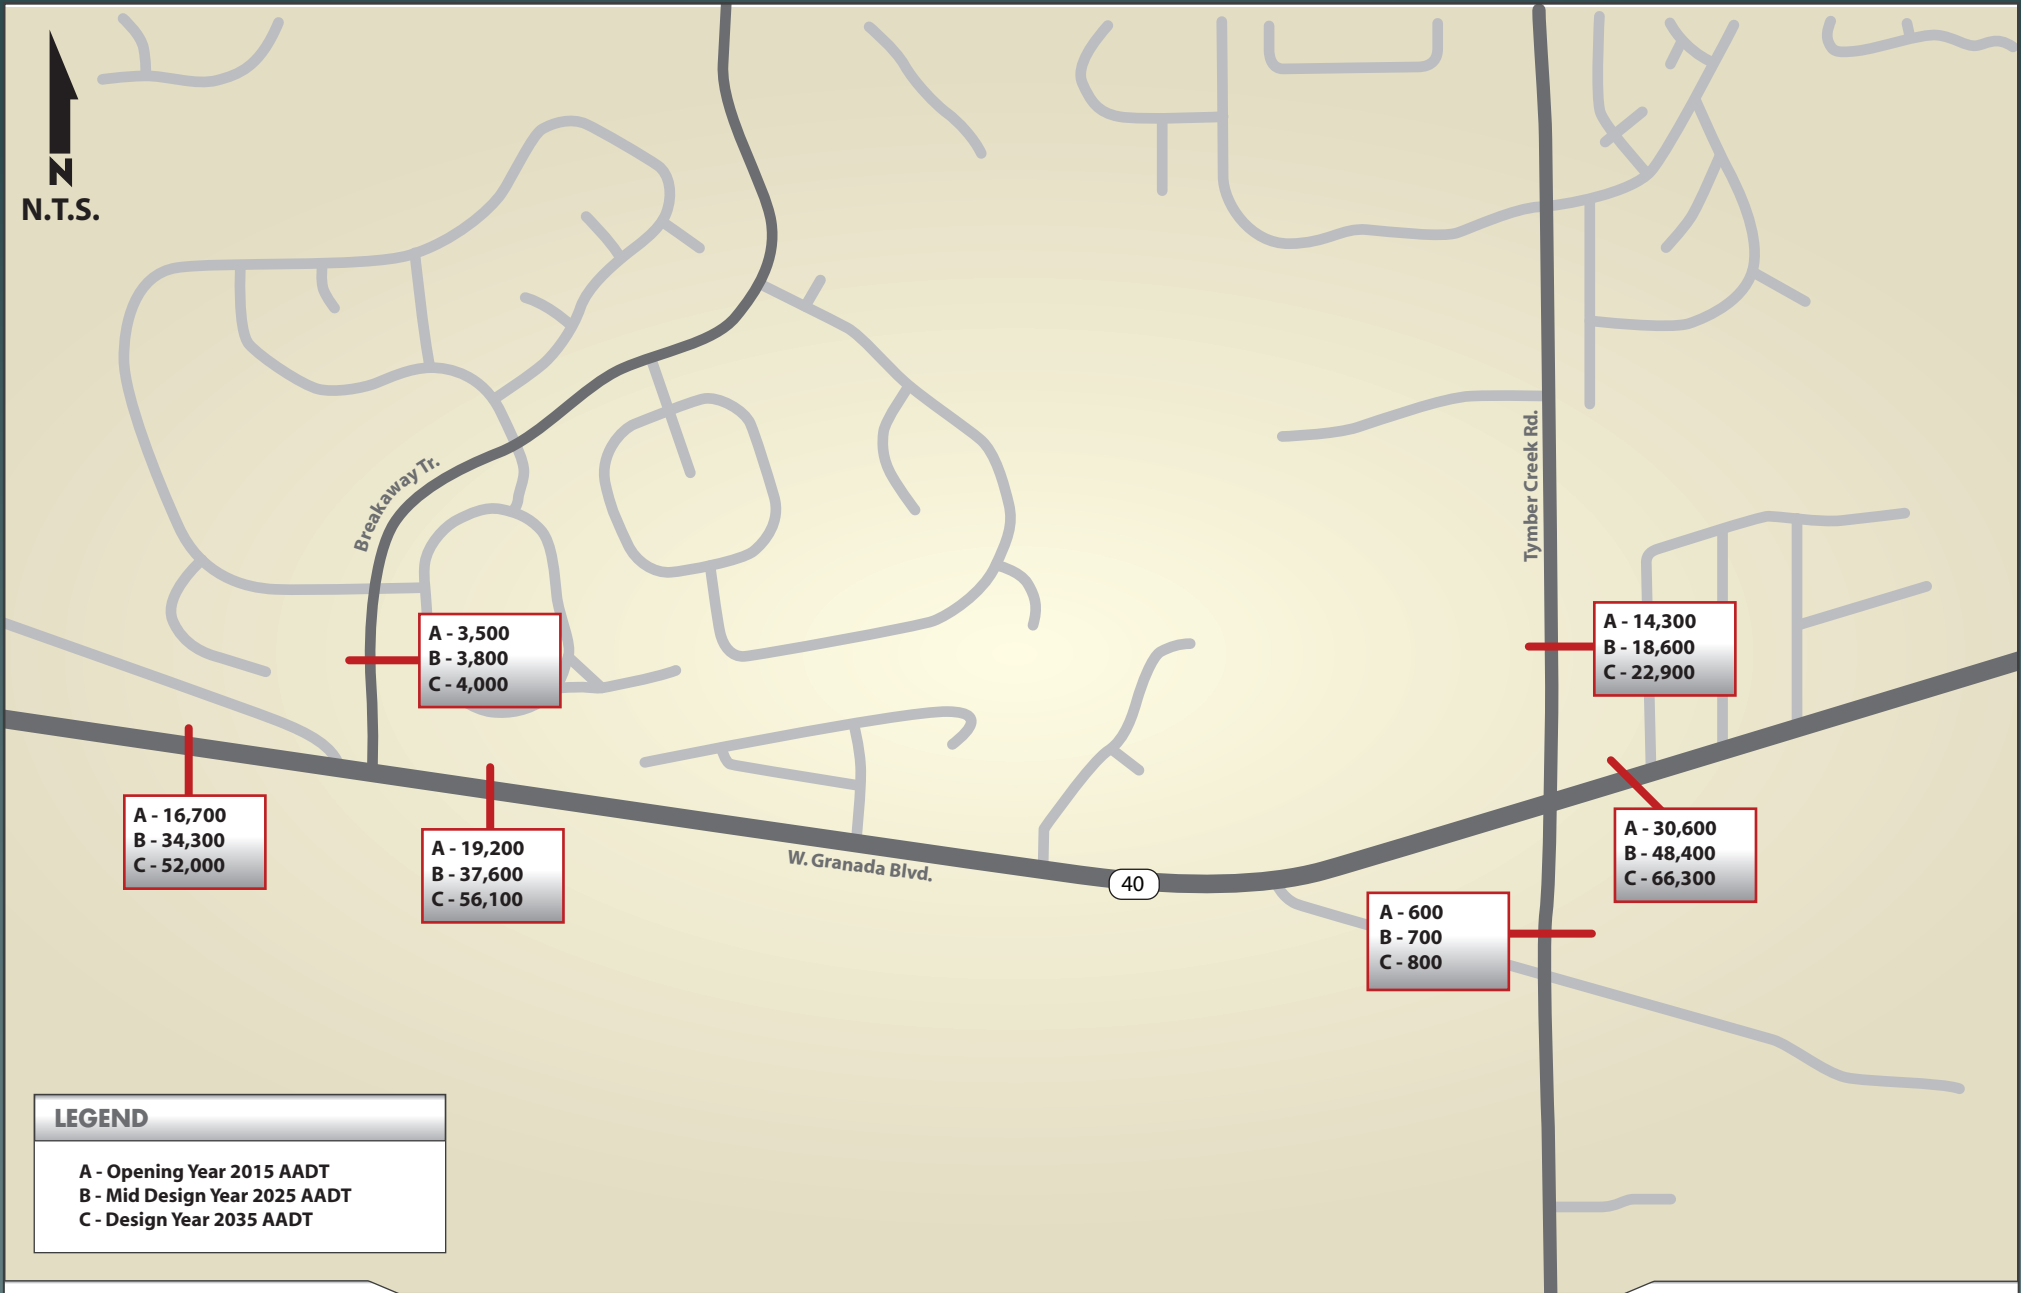 N
N.T.S.
Breakaway Tr.
Tymber Creek Rd.
A - 3,500
B - 3,800
C - 4,000
A - 14,300
B - 18,600
C - 22,900
A - 16,700
B - 34,300
C - 52,000
A - 19,200
B - 37,600
C - 56,100
W. Granada Blvd.
40
A - 30,600
B - 48,400
C - 66,300
A - 600
B - 700
C - 800
LEGEND
A - Opening Year 2015 AADT
B - Mid Design Year 2025 AADT
C - Design Year 2035 AADT